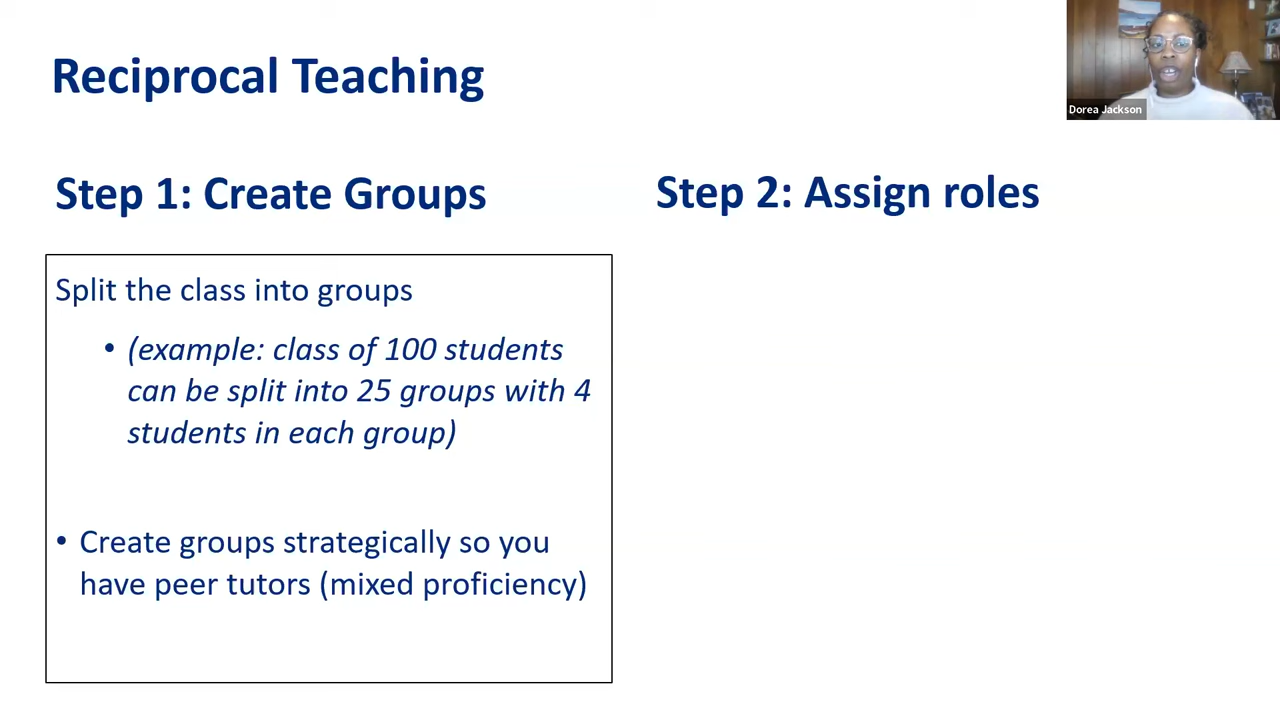 Reciprocal Teaching
Dorea Jackson
Step 1: Create Groups
Step 2: Assign roles
Split the class into groups
• (example: class of 100 students
can be split into 25 groups with 4
students in each group)
• Create groups strategically so you
have peer tutors (mixed proficiency)